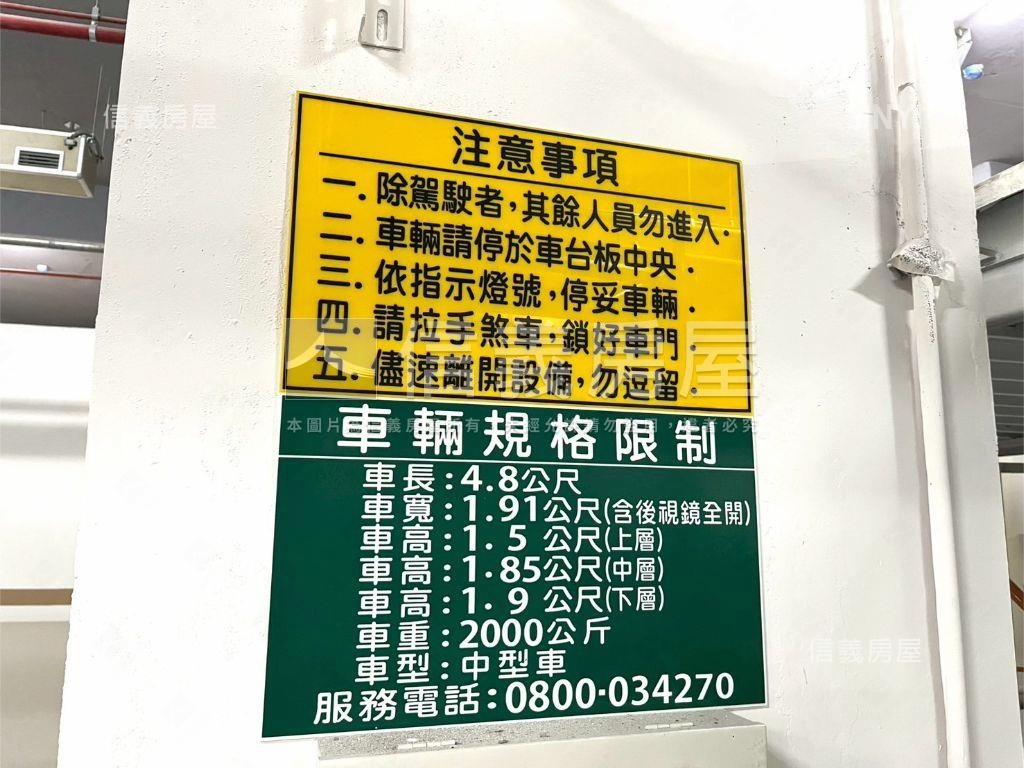 信義房屋
注意事項
一.除駕駛者,其餘人員勿進入.
二.車輛請停於車台板中央.
三.依指示燈號,停妥車輛.
四.請拉手煞車,鎖好車門.
五.儘速離開設備,勿逗留.
信義房屋
車輛規格限制
車長:4.8公尺
車寬:1.91公尺(含後視鏡全開)
車高:1.5 公尺(上層)
車高:1.85公尺(中層)
車高:1.9 公尺(下層)
車重:2000公斤
車型:中型車
服務電話:0800-034270
信義房屋